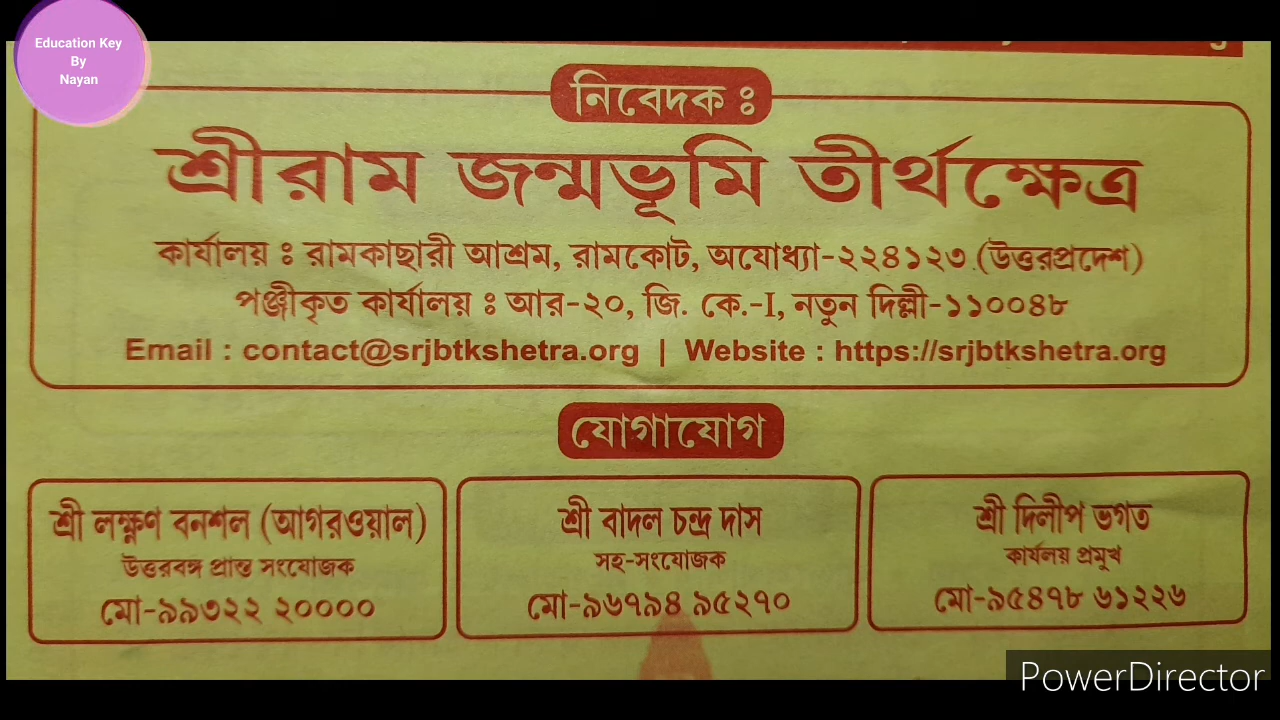 Education Key
By
Nayan
নিবেদক ঃ
শ্রীরাম জন্মভূমি তীর্থক্ষেত্র
কার্যালয় ঃ রামকাছারী আশ্রম, রামকোট, অযোধ্যা-২২৪১২৩ (উত্তরপ্রদেশ)
পঞ্জীকৃত কার্যালয় ঃ আর-২০, জি. কে.-I, নতুন দিল্লী-১১০০৪৮
Email : contact@srjbtkshetra.org | Website : https://srjbtkshetra.org
যোগাযোগ
শ্রী লক্ষ্মণ বনশল (আগরওয়াল)
উত্তরবঙ্গ প্রান্ত সংযোজক
মো-৯৯৩২২ ২০০০০
শ্রী বাদল চন্দ্র দাস
সহ-সংযোজক
মো-৯৬৭৯৪ ৯৫২৭০
শ্রী দিলীপ ভগত
কার্যলয় প্রমুখ
মো-৯৫৪৭৮ ৬১২২৬
PowerDirector